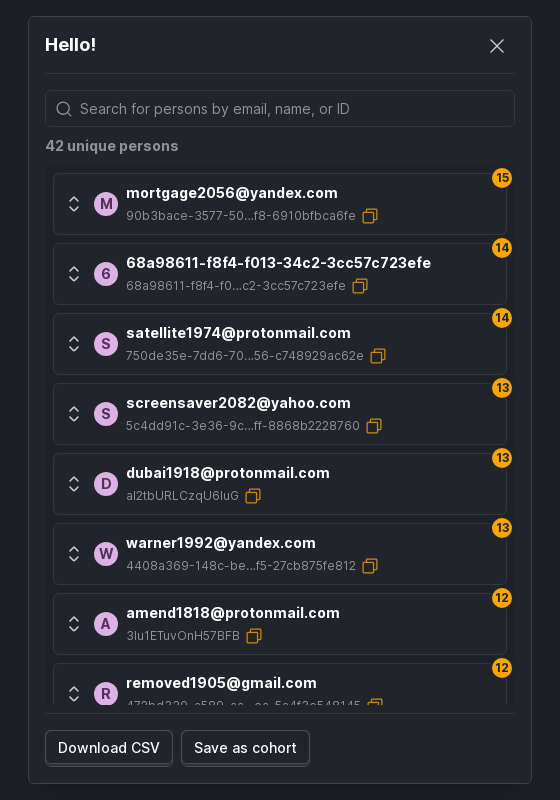 Hello!
Search for persons by email, name, or ID
42 unique persons
15
M
mortgage2056@yandex.com
90b3bace-3577-50...f8-6910bfbca6fe
14
6
68a98611-f8f4-f013-34c2-3cc57c723efe
68a98611-f8f4-f0...c2-3cc57c723efe
14
S
satellite1974@protonmail.com
750de35e-7dd6-70...56-c748929ac62e
13
S
screensaver2082@yahoo.com
5c4dd91c-3e36-9c...ff-8868b2228760
13
D
dubai1918@protonmail.com
13
W
warner1992@yandex.com
4408a369-148c-be...f5-27cb875fe812
12
A
amend1818@protonmail.com
12
R
removed1905@gmail.com
Download CSV
Save as cohort